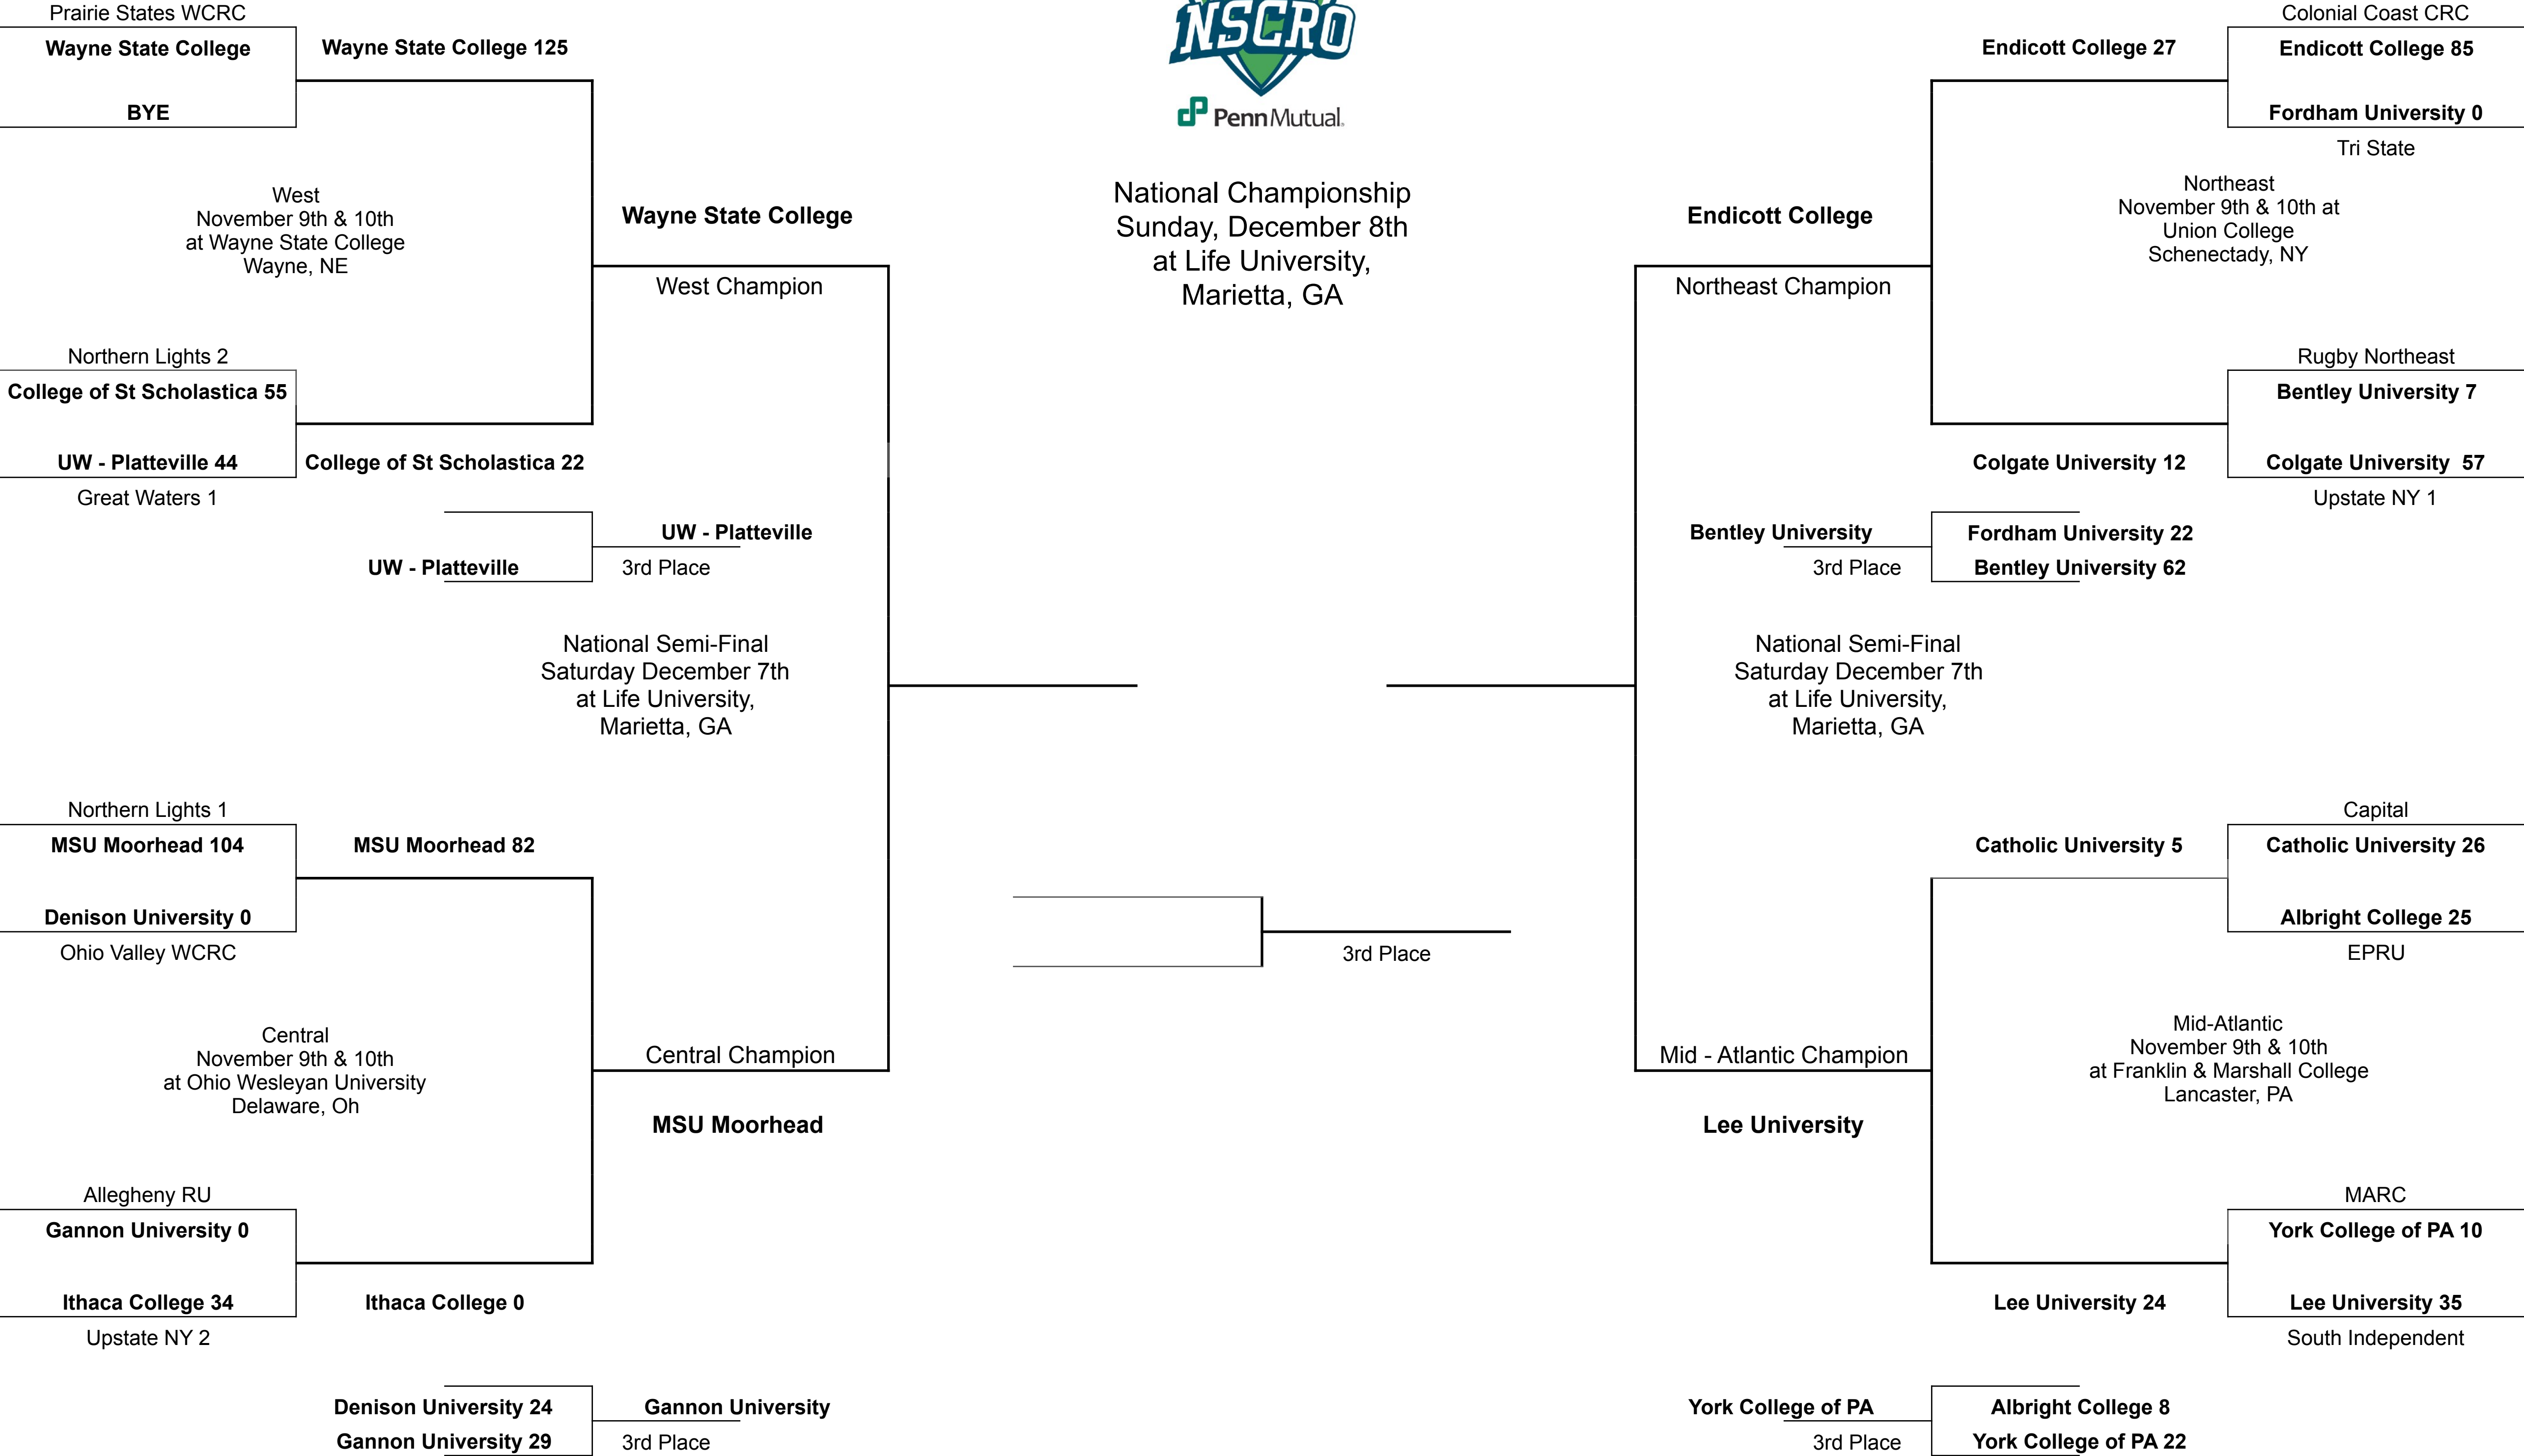 Prairie States WCRC
Wayne State College
BYE
Wayne State College 125
West
November 9th & 10th
at Wayne State College
Wayne, NE
Wayne State College
West Champion
Northern Lights 2
College of St Scholastica 55
UW - Platteville 44
Great Waters 1
College of St Scholastica 22
UW - Platteville
UW - Platteville
3rd Place
National Semi-Final
Saturday December 7th
at Life University,
Marietta, GA
Northern Lights 1
MSU Moorhead 104
Denison University 0
Ohio Valley WCRC
MSU Moorhead 82
Central
November 9th & 10th
at Ohio Wesleyan University
Delaware, Oh
Central Champion
MSU Moorhead
Allegheny RU
Gannon University 0
Ithaca College 34
Upstate NY 2
Ithaca College 0
Denison University 24
Gannon University 29
Gannon University
3rd Place
NSCRO
PennMutual.
National Championship
Sunday, December 8th
at Life University,
Marietta, GA
3rd Place
Colonial Coast CRC
Endicott College 85
Fordham University 0
Tri State
Endicott College 27
Northeast
November 9th & 10th at
Union College
Schenectady, NY
Endicott College
Northeast Champion
Rugby Northeast
Bentley University 7
Colgate University  57
Upstate NY 1
Colgate University 12
Bentley University
3rd Place
Fordham University 22
Bentley University 62
National Semi-Final
Saturday December 7th
at Life University,
Marietta, GA
Capital
Catholic University 26
Albright College 25
EPRU
Catholic University 5
Mid-Atlantic
November 9th & 10th
at Franklin & Marshall College
Lancaster, PA
Mid - Atlantic Champion
Lee University
MARC
York College of PA 10
Lee University 35
South Independent
Lee University 24
York College of PA
3rd Place
Albright College 8
York College of PA 22